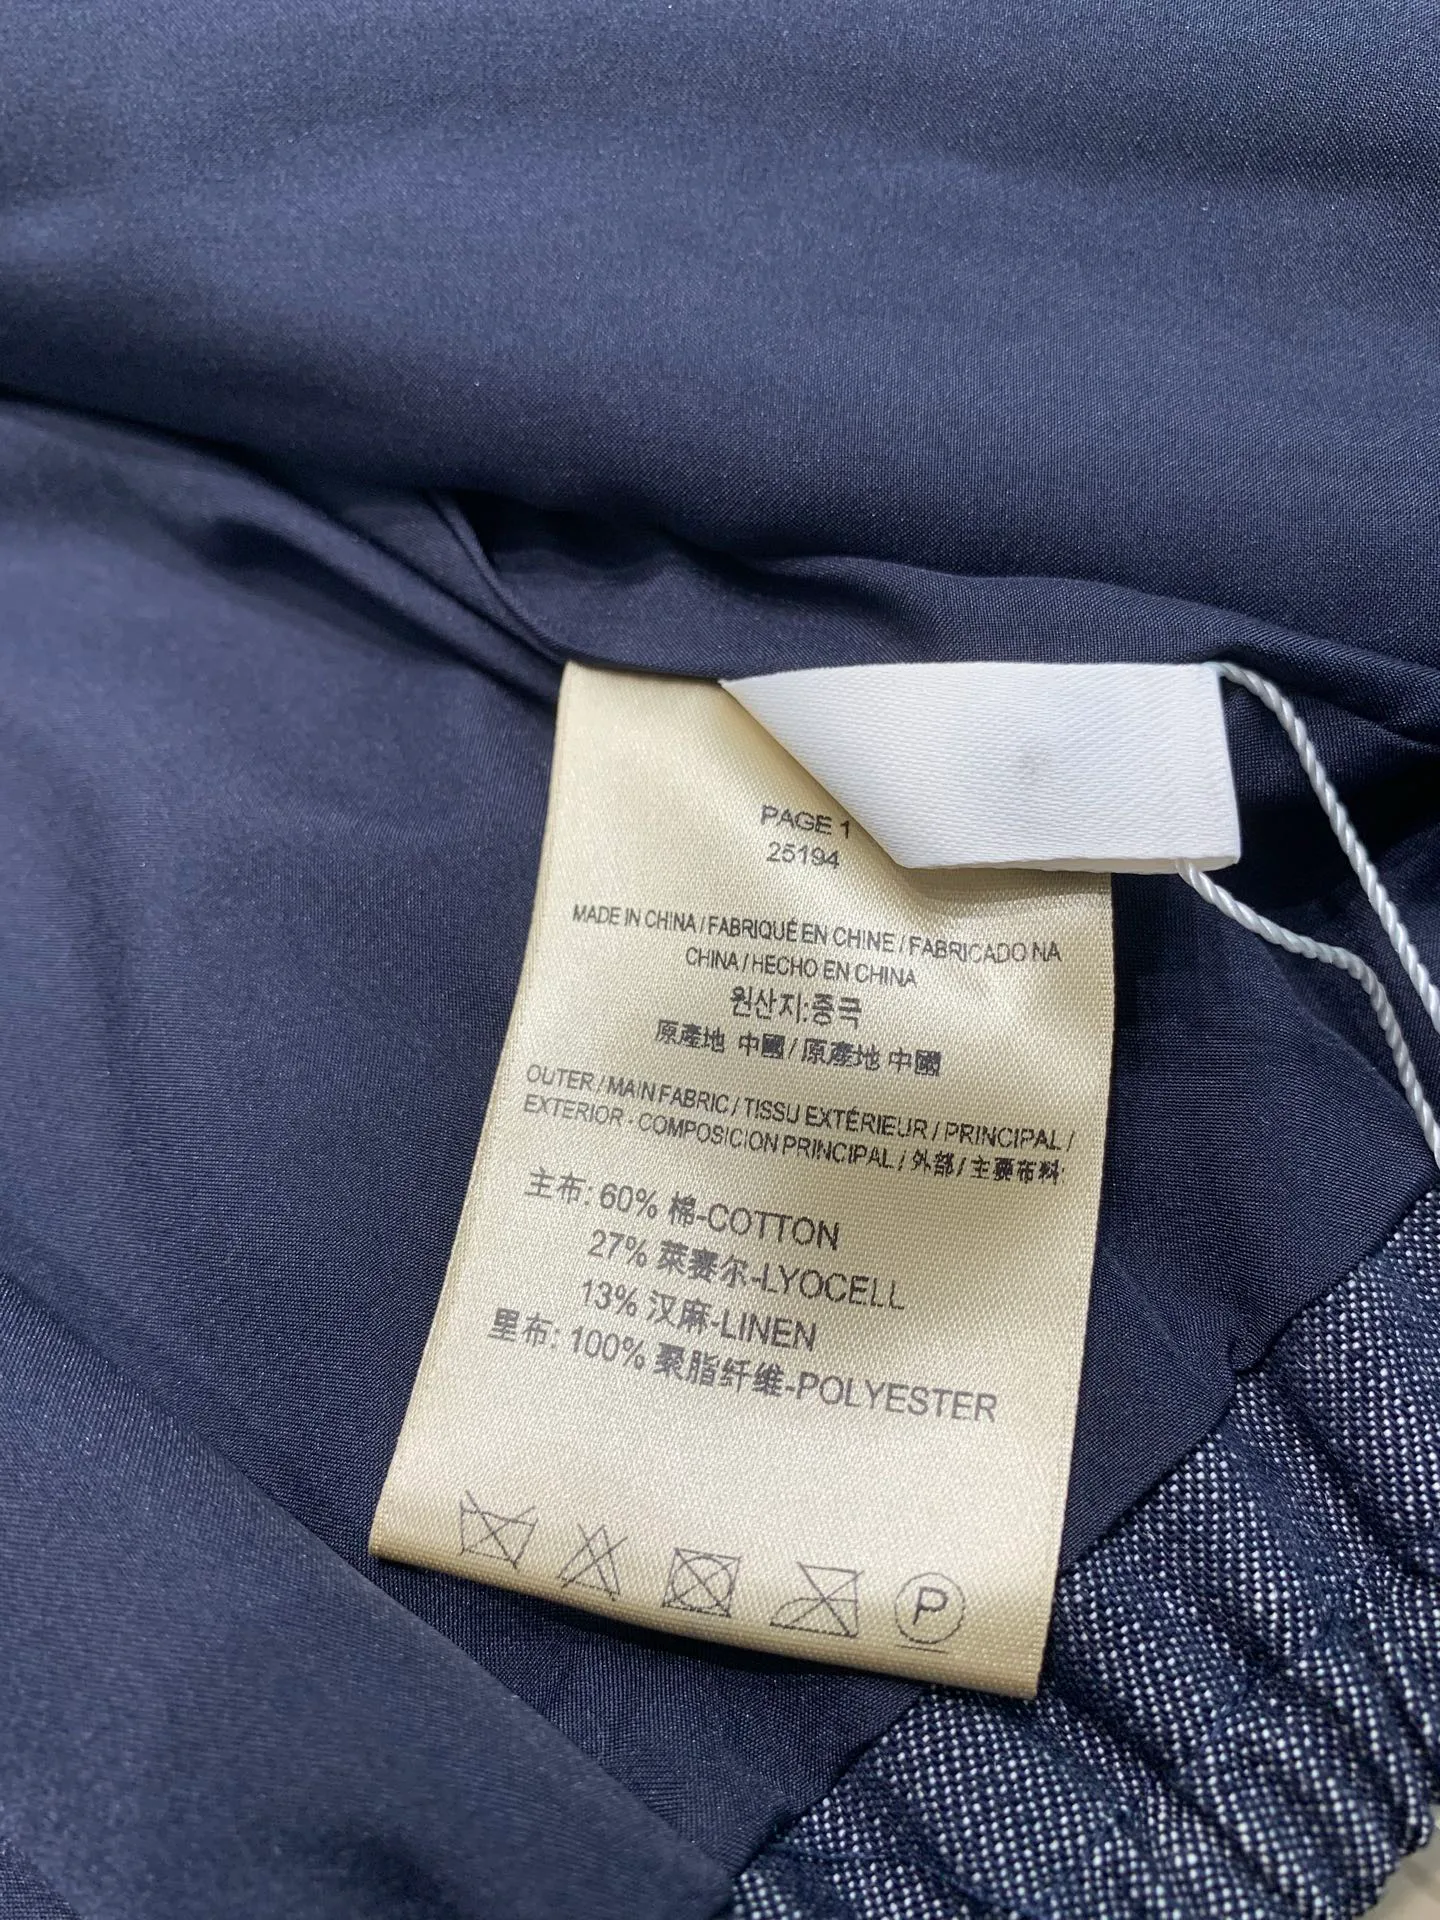 PAGE 1
25194
MADE IN CHINA / FABRIQUÉ EN CHINE / FABRICADO NA
CHINA / HECHO EN CHINA
원산지:중국
原產地 中國 / 原產地 中國
OUTER / MAIN FABRIC / TISSU EXTÉRIEUR / PRINCIPAL /
EXTERIOR - COMPOSICION PRINCIPAL / 外部 / 主要布料:
主布: 60% 棉-COTTON
27% 萊赛尔-LYOCELL
13% 汉麻-LINEN
里布: 100% 聚脂纤维-POLYESTER
P